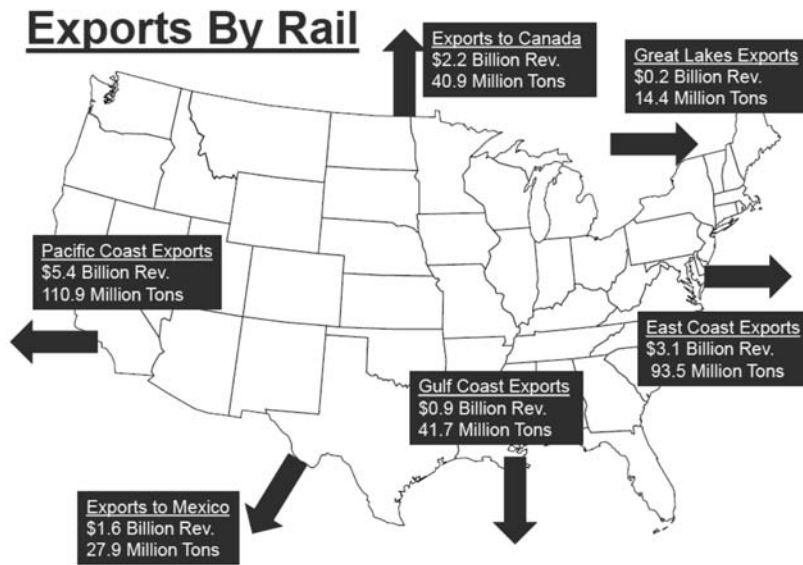 Exports By Rail
Exports to Canada
$2.2 Billion Rev.
40.9 Million Tons
Great Lakes Exports
$0.2 Billion Rev.
14.4 Million Tons
Pacific Coast Exports
$5.4 Billion Rev.
110.9 Million Tons
East Coast Exports
$3.1 Billion Rev.
93.5 Million Tons
Gulf Coast Exports
$0.9 Billion Rev.
41.7 Million Tons
Exports to Mexico
$1.6 Billion Rev.
27.9 Million Tons